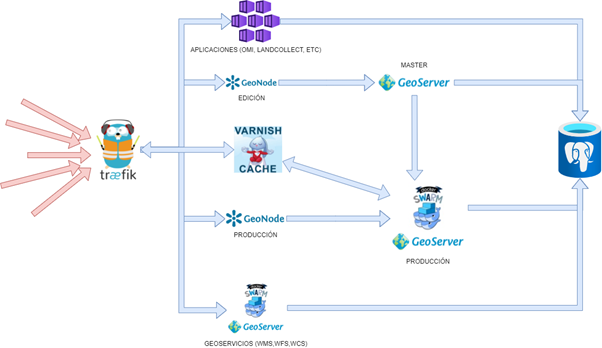 APLICACIONES (OMI, LANDCOLLECT, ETC)
MASTER
GeoNode
GeoServer
EDICIÓN
træfik
VARNISH
CACHE
DOCKER
SWARM
GeoNode
GeoServer
PRODUCCIÓN
PRODUCCIÓN
SWARM
GeoServer
GEOSERVICIOS (WMS,WFS,WCS)